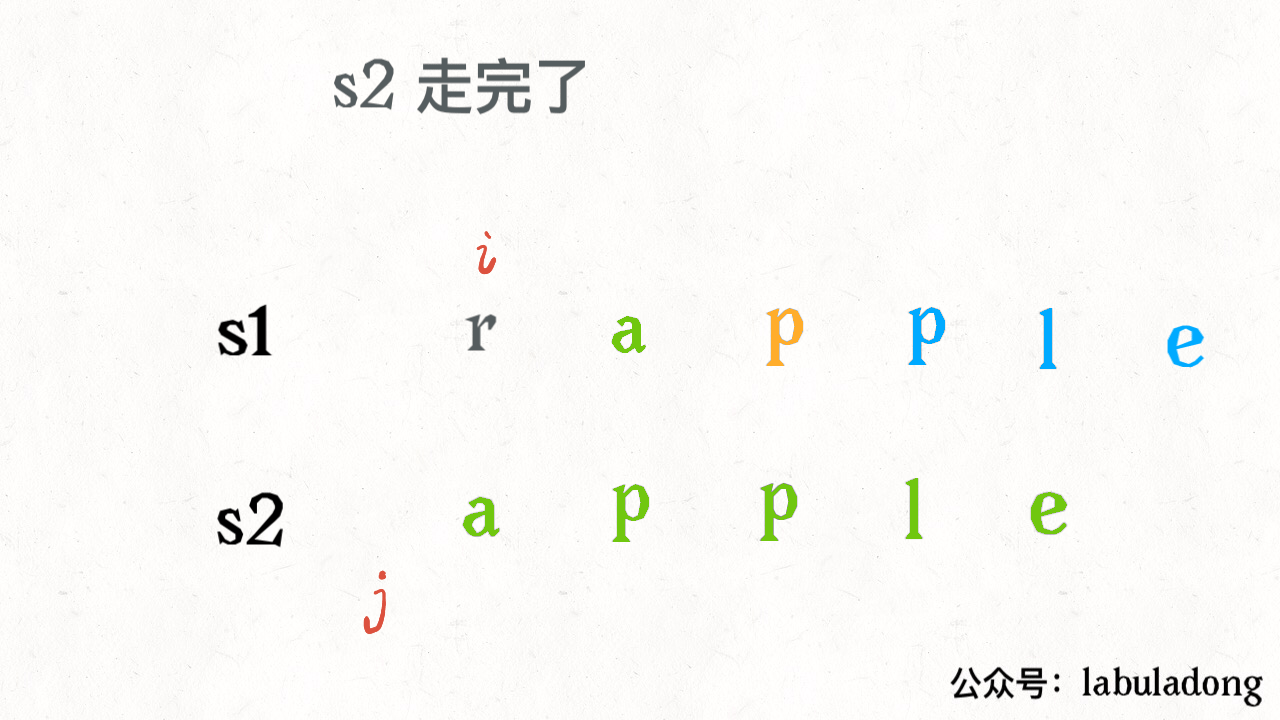 s2 走完了
i
s1 r a p p l e
s2 a p p l e
j
公众号：labuladong